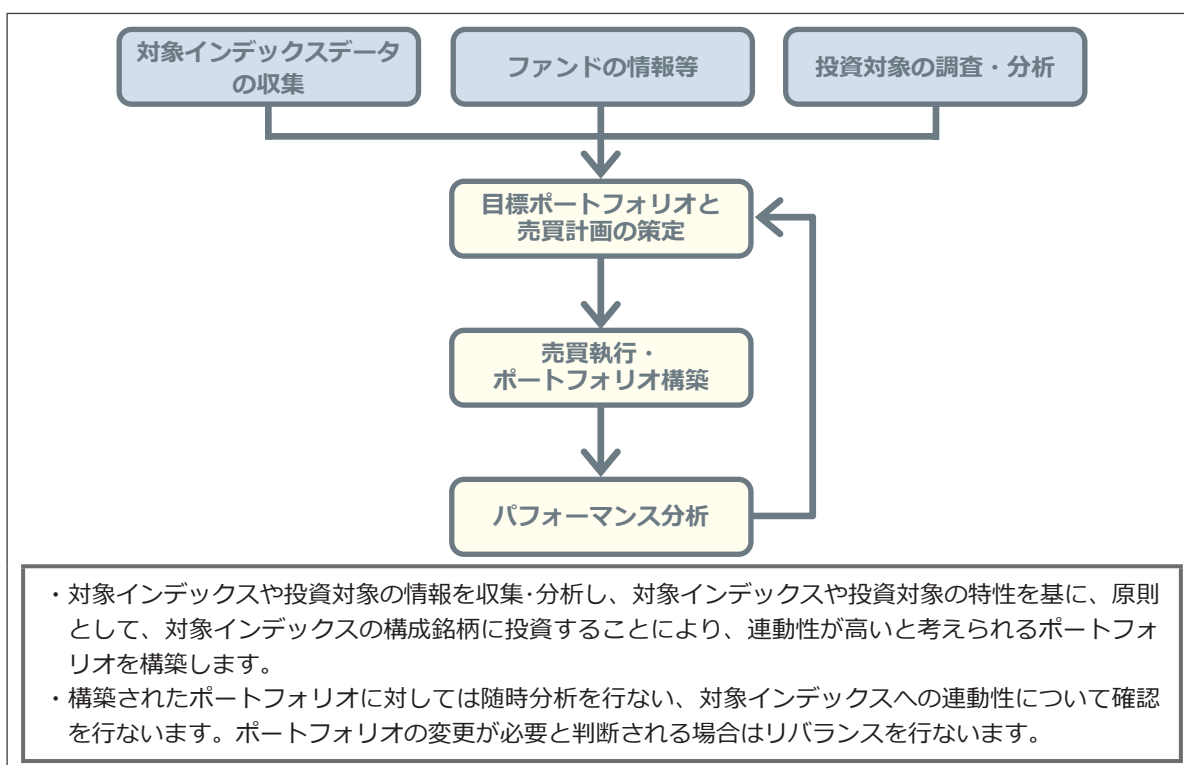 対象インデックスデータ
の収集
ファンドの情報等
投資対象の調査・分析
目標ポートフォリオと
売買計画の策定
売買執行・
ポートフォリオ構築
パフォーマンス分析
・対象インデックスや投資対象の情報を収集・分析し、対象インデックスや投資対象の特性を基に、原則
として、対象インデックスの構成銘柄に投資することにより、連動性が高いと考えられるポートフォ
リオを構築します。
・構築されたポートフォリオに対しては随時分析を行ない、対象インデックスへの連動性について確認
を行ないます。ポートフォリオの変更が必要と判断される場合はリバランスを行ないます。